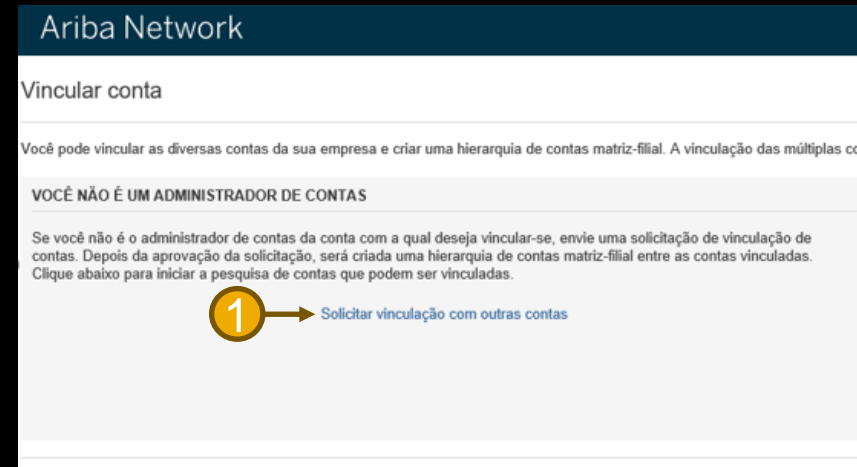 Ariba Network
Vincular conta
Você pode vincular as diversas contas da sua empresa e criar uma hierarquia de contas matriz-filial. A vinculação das múltiplas
VOCÊ NÃO É UM ADMINISTRADOR DE CONTAS
Se você não é o administrador de contas da conta com a qual deseja vincular-se, envie uma solicitação de vinculação de
contas. Depois da aprovação da solicitação, será criada uma hierarquia de contas matriz-filial entre as contas vinculadas.
Clique abaixo para iniciar a pesquisa de contas que podem ser vinculadas.
1 Solicitar vinculação com outras contas